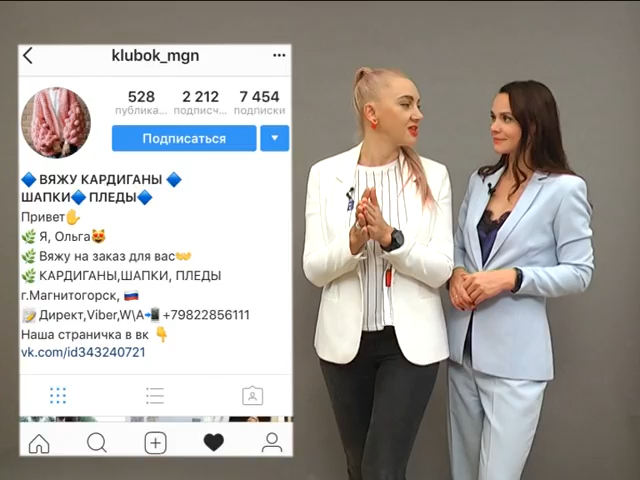 klubok_mgn
528 2 212 7 454
публика... подписч... подписки
Подписаться
🔷 ВЯЖУ КАРДИГАНЫ 🔷
ШАПКИ🔷 ПЛЕДЫ🔷
Привет✋
🌿 Я, Ольга😻
🌿 Вяжу на заказ для вас🤝
🌿 КАРДИГАНЫ,ШАПКИ, ПЛЕДЫ
г.Магнитогорск, 🇷🇺
📝 Директ,Viber,W\A📲 +79822856111
Наша страничка в вк 👇
vk.com/id343240721